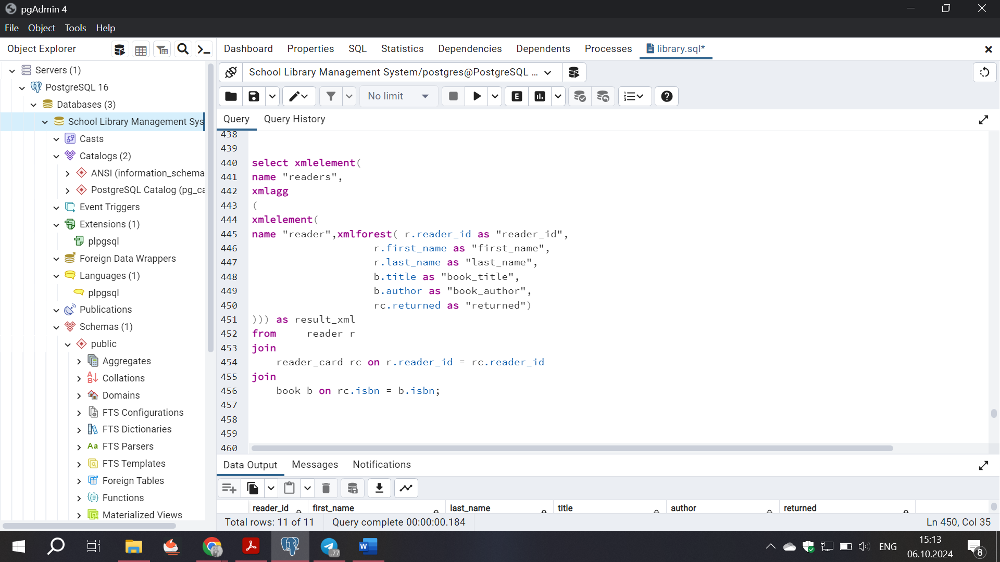 pgAdmin 4
File Object Tools Help
Object Explorer
Dashboard Properties SQL Statistics Dependencies Dependents Processes library.sql*
Servers (1)
PostgreSQL 16
Databases (3)
School Library Management Sys
Casts
Catalogs (2)
ANSI (information_schema
PostgreSQL Catalog (pg_ca
Event Triggers
Extensions (1)
plpgsql
Foreign Data Wrappers
Languages (1)
plpgsql
Publications
Schemas (1)
public
Aggregates
Collations
Domains
FTS Configurations
FTS Dictionaries
Aa FTS Parsers
FTS Templates
Foreign Tables
Functions
Materialized Views
School Library Management System/postgres@PostgreSQL ...
No limit
E
Query Query History
438
439
440 select xmlelement(
441 name "readers",
442 xmlagg
443 (
444 xmlelement(
445 name "reader",xmlforest( r.reader_id as "reader_id",
446 r.first_name as "first_name",
447 r.last_name as "last_name",
448 b.title as "book_title",
449 b.author as "book_author",
450 rc.returned as "returned")
451 ))) as result_xml
452 from reader r
453 join
454 reader_card rc on r.reader_id = rc.reader_id
455 join
456 book b on rc.isbn = b.isbn;
457
458
459
460
Data Output Messages Notifications
reader_id first_name last_name title author returned
Total rows: 11 of 11 Query complete 00:00:00.184 Ln 450, Col 35
..77
W
ENG
15:13
06.10.2024
8